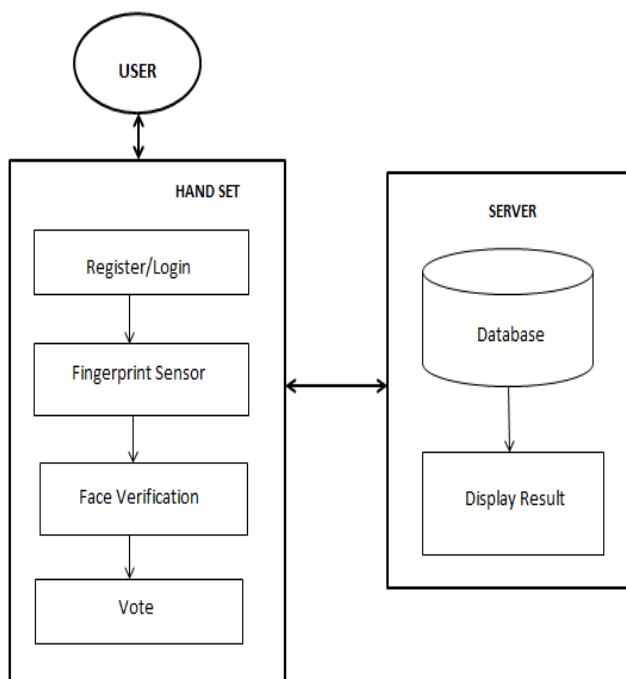 USER
HAND SET
Register/Login
Fingerprint Sensor
Face Verification
Vote
SERVER
Database
Display Result